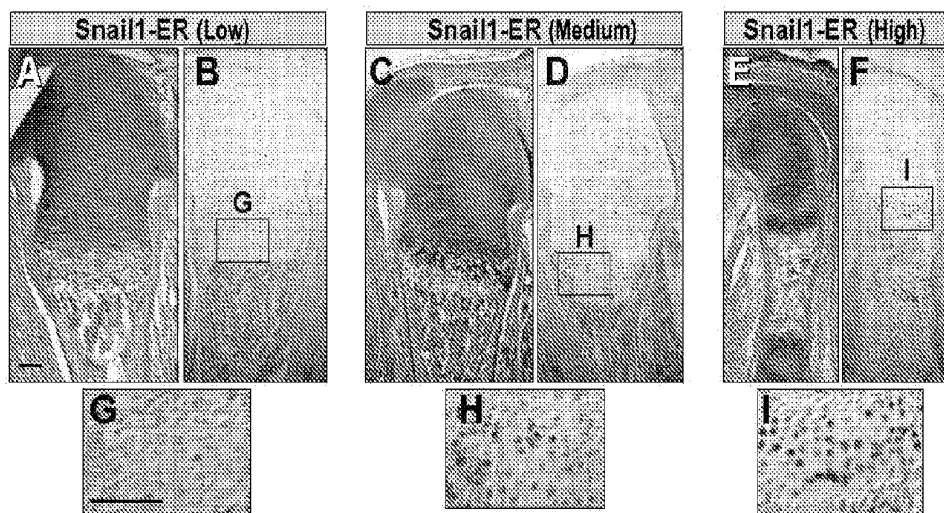 Snail1-ER (Low) Snail1-ER (Medium) Snail1-ER (High)
A B C D E F
G H I
G H I